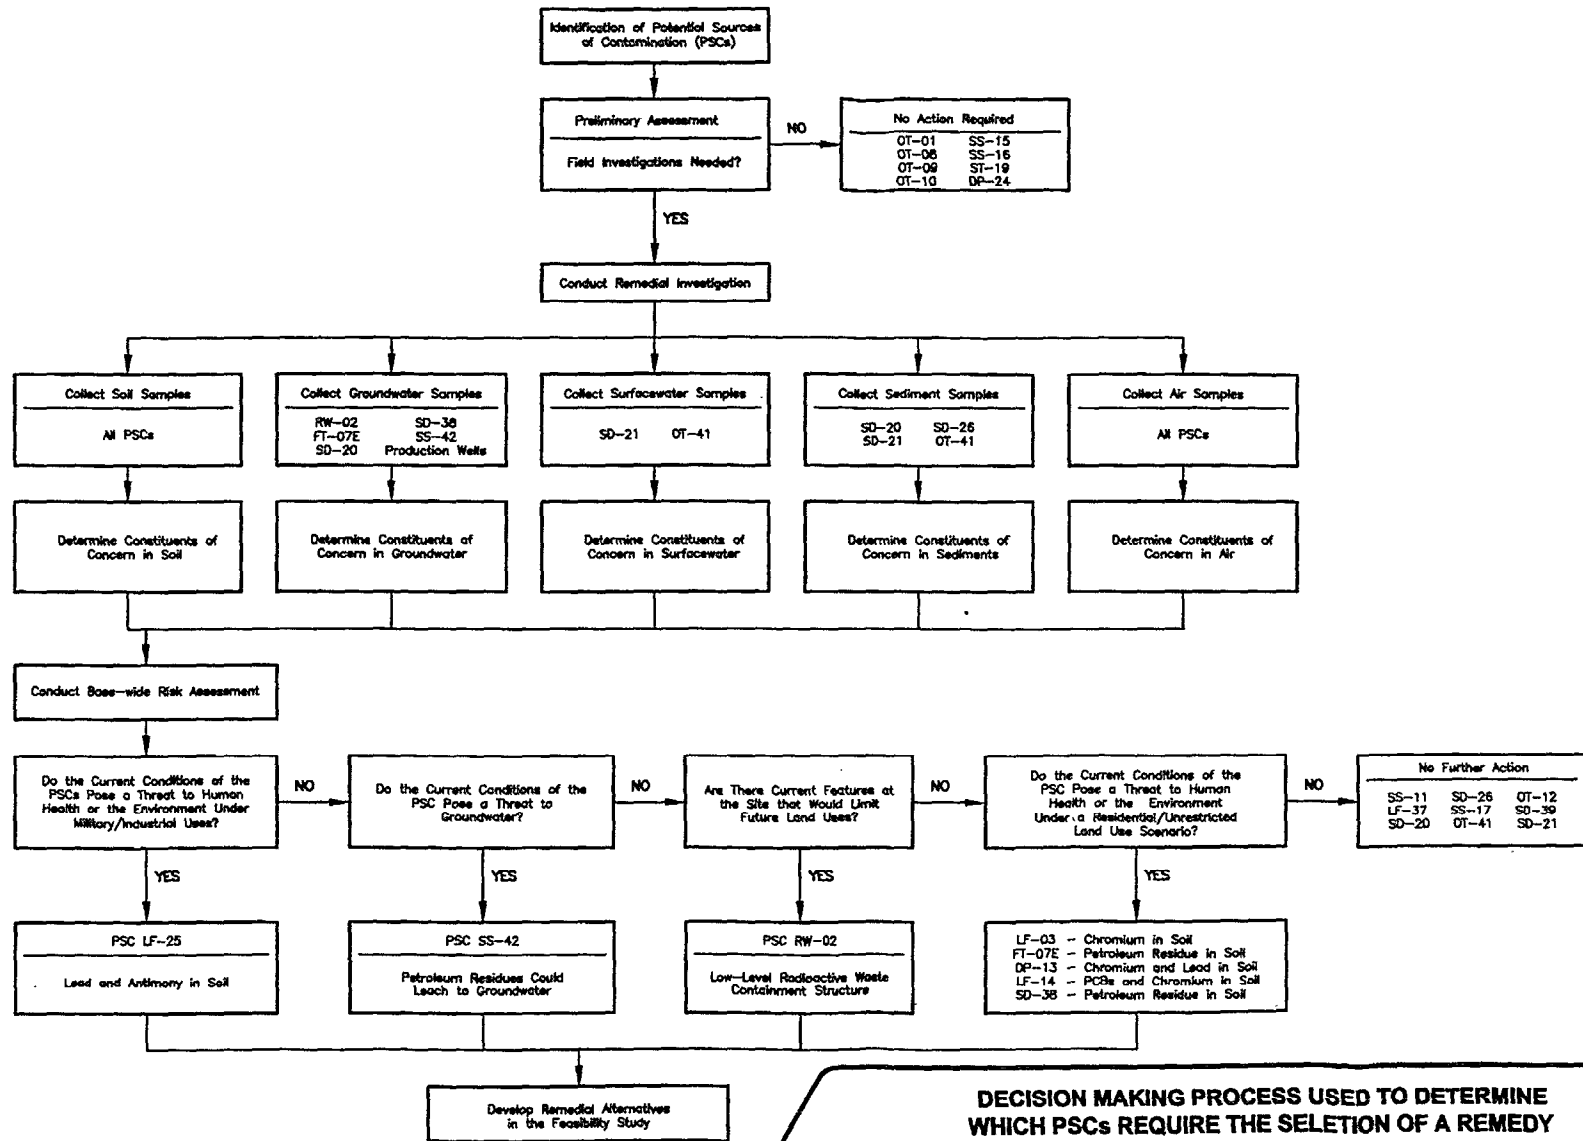 Identification of Potential Sources
of Contamination (PSCs)
Preliminary Assessment
Field Investigations Needed?
NO
No Action Required
OT-01 SS-15
OT-08 SS-16
OT-09 ST-19
OT-10 DP-24
YES
Conduct Remedial Investigation
Collect Soil Samples
All PSCs
Collect Groundwater Samples
RW-02 SD-38
FT-07E SS-42
SD-20 Production Wells
Collect Surfacewater Samples
SD-21 OT-41
Collect Sediment Samples
SD-20 SD-26
SD-21 OT-41
Collect Air Samples
All PSCs
Determine Constituents of
Concern in Soil
Determine Constituents of
Concern in Groundwater
Determine Constituents of
Concern in Surfacewater
Determine Constituents of
Concern in Sediments
Determine Constituents of
Concern in Air
Conduct Base-wide Risk Assessment
Do the Current Conditions of the
PSCs Pose a Threat to Human
Health or the Environment Under
Military/Industrial Uses?
NO
Do the Current Conditions of the
PSC Pose a Threat to
Groundwater?
NO
Are There Current Features at
the Site that Would Limit
Future Land Uses?
NO
Do the Current Conditions of the
PSC Pose a Threat to Human
Health or the Environment
Under a Residential/Unrestricted
Land Use Scenario?
NO
No Further Action
SS-11 SD-26 OT-12
LF-37 SS-17 SD-39
SD-20 OT-41 SD-21
YES
YES
YES
YES
PSC LF-25
Lead and Antimony in Soil
PSC SS-42
Petroleum Residues Could
Leach to Groundwater
PSC RW-02
Low-Level Radioactive Waste
Containment Structure
LF-03 - Chromium in Soil
FT-07E - Petroleum Residue in Soil
DP-13 - Chromium and Lead in Soil
LF-14 - PCBs and Chromium in Soil
SD-38 - Petroleum Residue in Soil
Develop Remedial Alternatives
in the Feasibility Study
DECISION MAKING PROCESS USED TO DETERMINE
WHICH PSCs REQUIRE THE SELETION OF A REMEDY